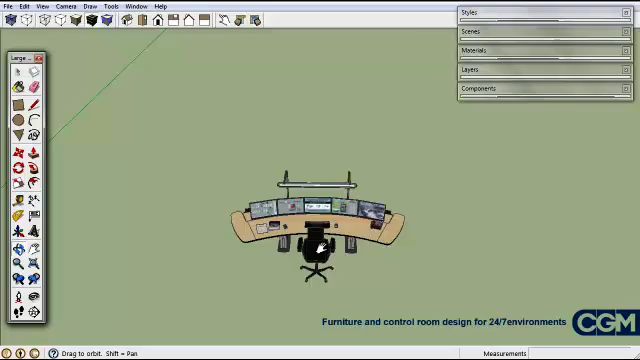 File Edit View Camera Draw Tools Window Help
Styles
Scenes
Materials
Layers
Components
Large ...
Furniture and control room design for 24/7environments
CGM
Drag to orbit. Shift = Pan
Measurements